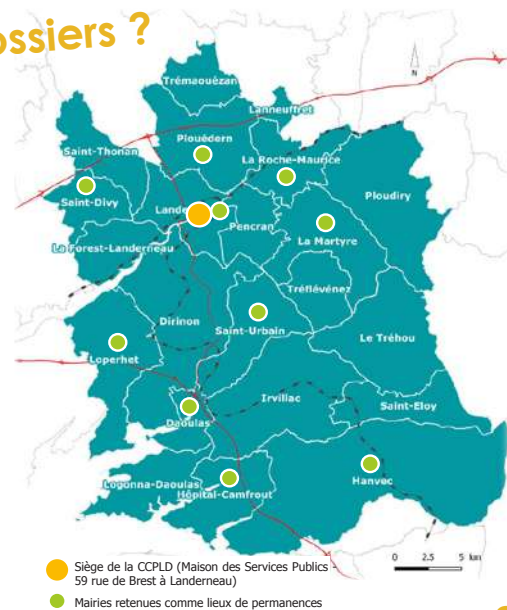 ossiers ?
N
Trémaouézan
Lanneuffret
Plouédern
Saint-Thonan
La Roche-Maurice
Ploudiry
Saint-Divy
Lande
Pencran
La Martyre
La Forest-Landerneau
Tréflévénez
Dirinon
Saint-Urbain
Le Tréhou
Loperhet
Irvillac
Saint-Eloy
Daoulas
Logonna-Daoulas
Hôpital-Camfrout
Hanvec
0 2.5 5 km
Siège de la CCPLD (Maison des Services Publics -
59 rue de Brest à Landerneau)
Mairies retenues comme lieux de permanences